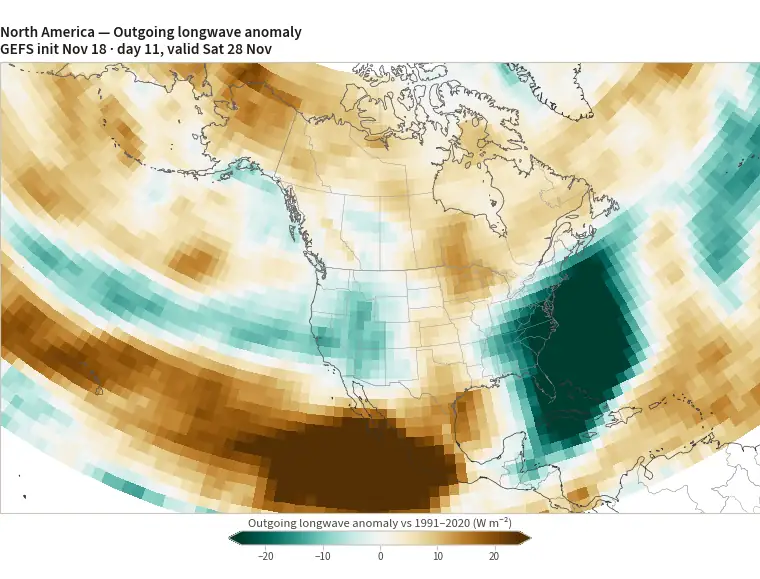 North America — Outgoing longwave anomaly
GEFS init Nov 18 · day 11, valid Sat 28 Nov
Outgoing longwave anomaly vs 1991–2020 (W m⁻²)
−20 −10 0 10 20